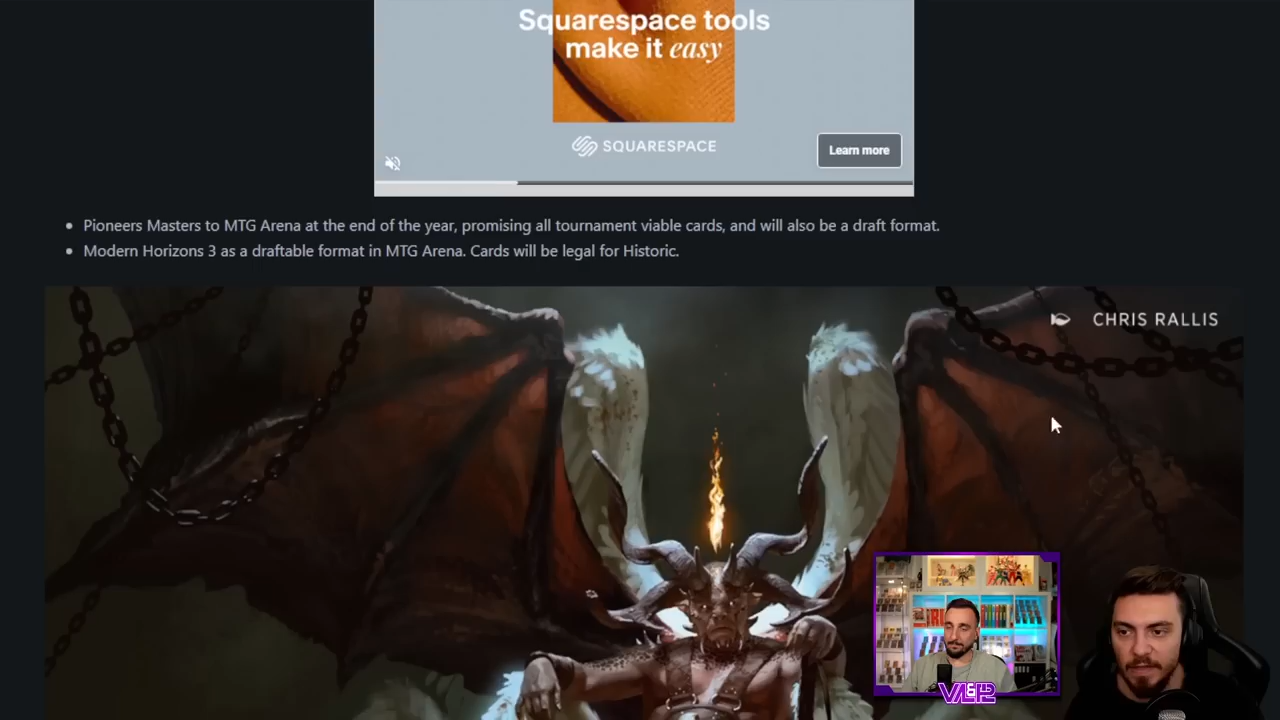 Squarespace tools
make it easy
SQUARESPACE
Learn more
Pioneers Masters to MTG Arena at the end of the year, promising all tournament viable cards, and will also be a draft format.
Modern Horizons 3 as a draftable format in MTG Arena. Cards will be legal for Historic.
CHRIS RALLIS